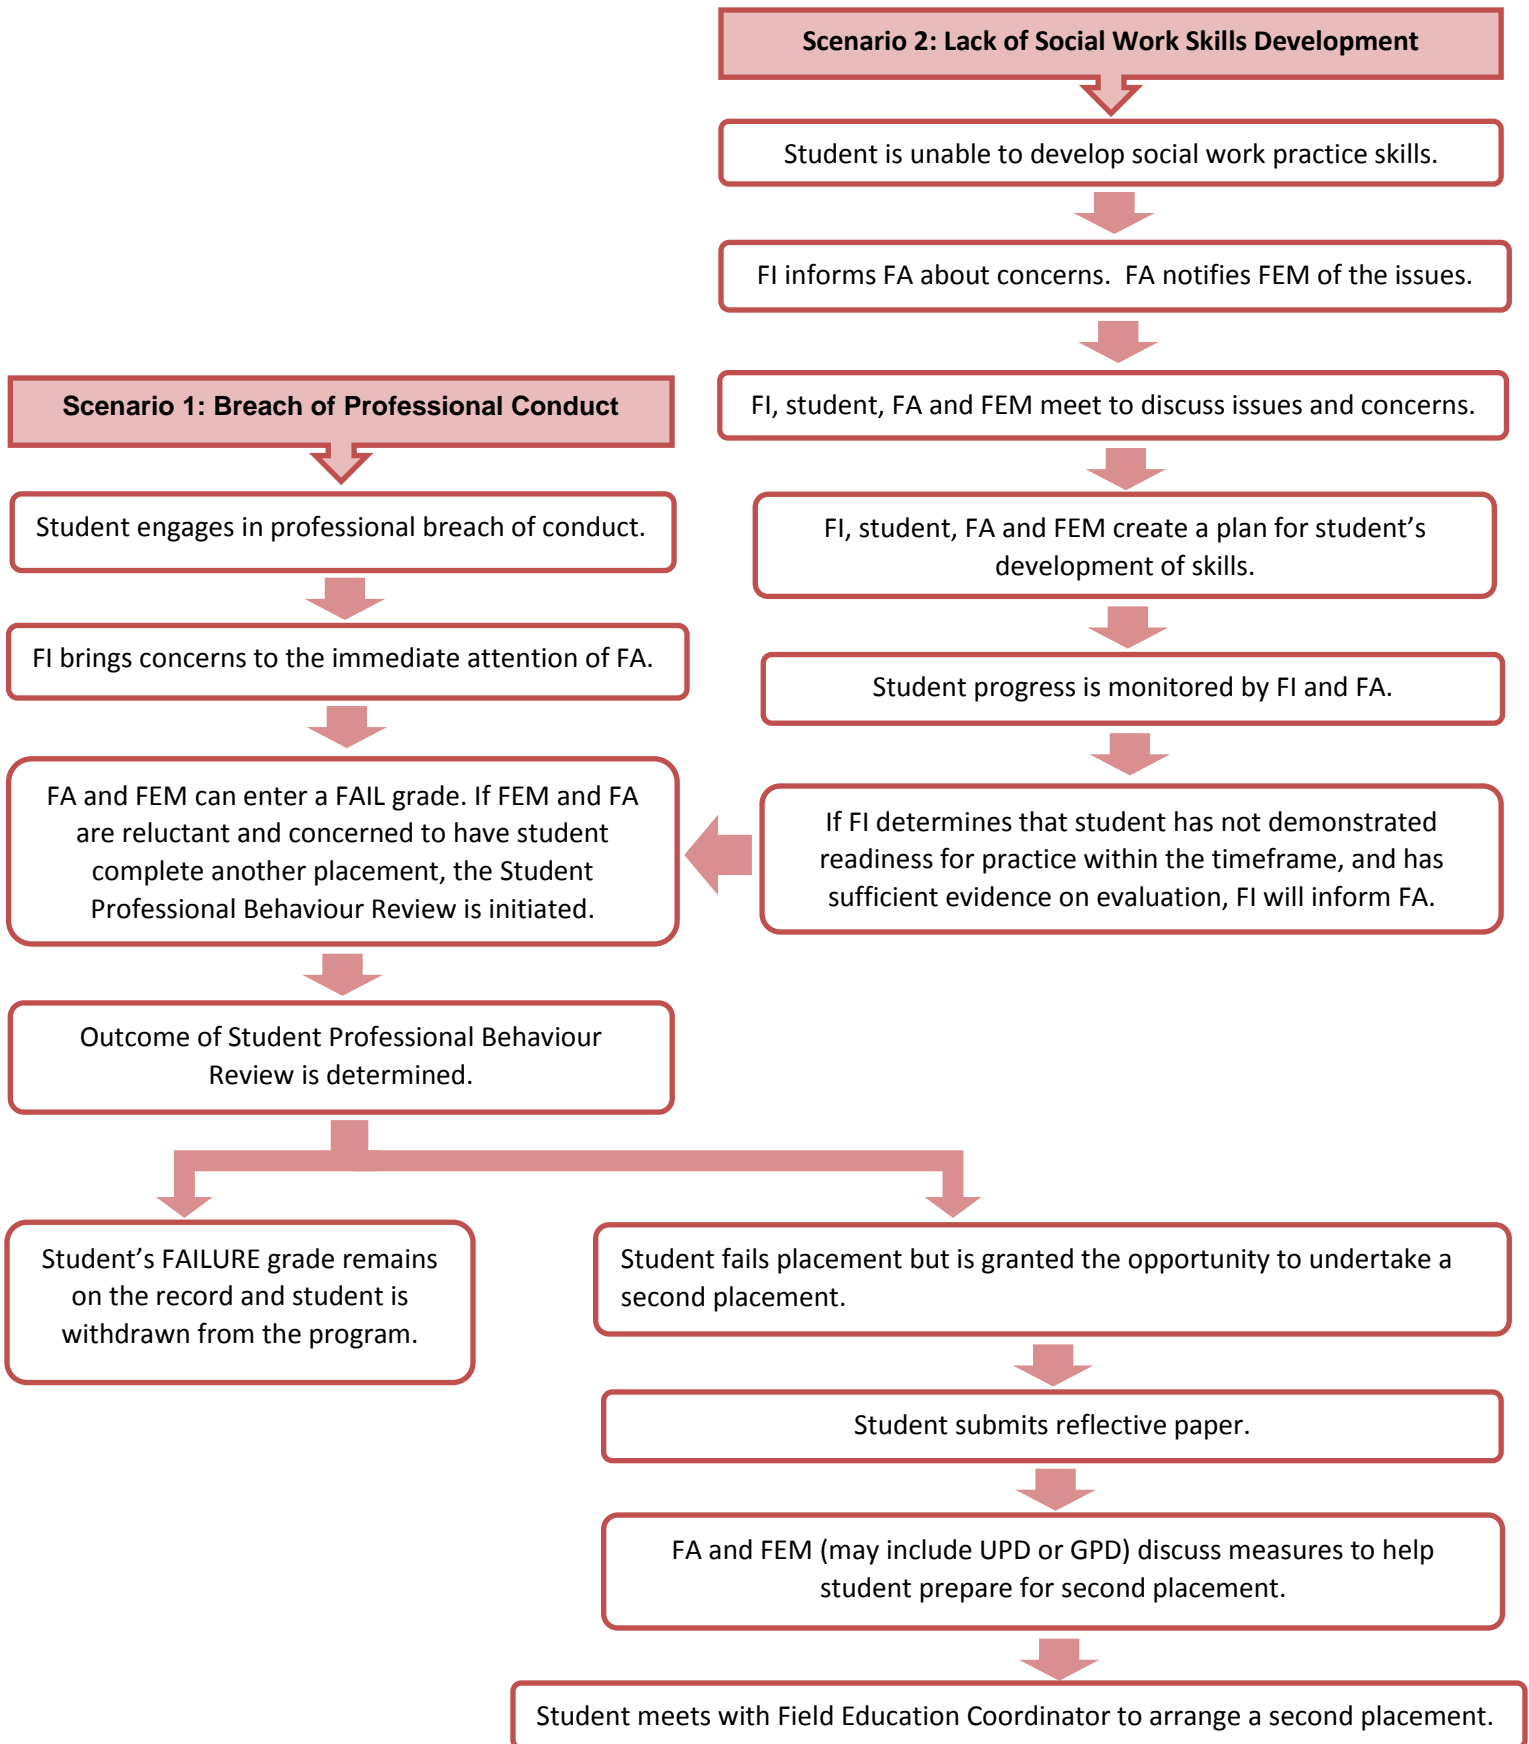 Scenario 2: Lack of Social Work Skills Development
Student is unable to develop social work practice skills.
FI informs FA about concerns.  FA notifies FEM of the issues.
FI, student, FA and FEM meet to discuss issues and concerns.
FI, student, FA and FEM create a plan for student’s
development of skills.
Student progress is monitored by FI and FA.
If FI determines that student has not demonstrated
readiness for practice within the timeframe, and has
sufficient evidence on evaluation, FI will inform FA.
Scenario 1: Breach of Professional Conduct
Student engages in professional breach of conduct.
FI brings concerns to the immediate attention of FA.
FA and FEM can enter a FAIL grade. If FEM and FA
are reluctant and concerned to have student
complete another placement, the Student
Professional Behaviour Review is initiated.
Outcome of Student Professional Behaviour
Review is determined.
Student’s FAILURE grade remains
on the record and student is
withdrawn from the program.
Student fails placement but is granted the opportunity to undertake a
second placement.
Student submits reflective paper.
FA and FEM (may include UPD or GPD) discuss measures to help
student prepare for second placement.
Student meets with Field Education Coordinator to arrange a second placement.